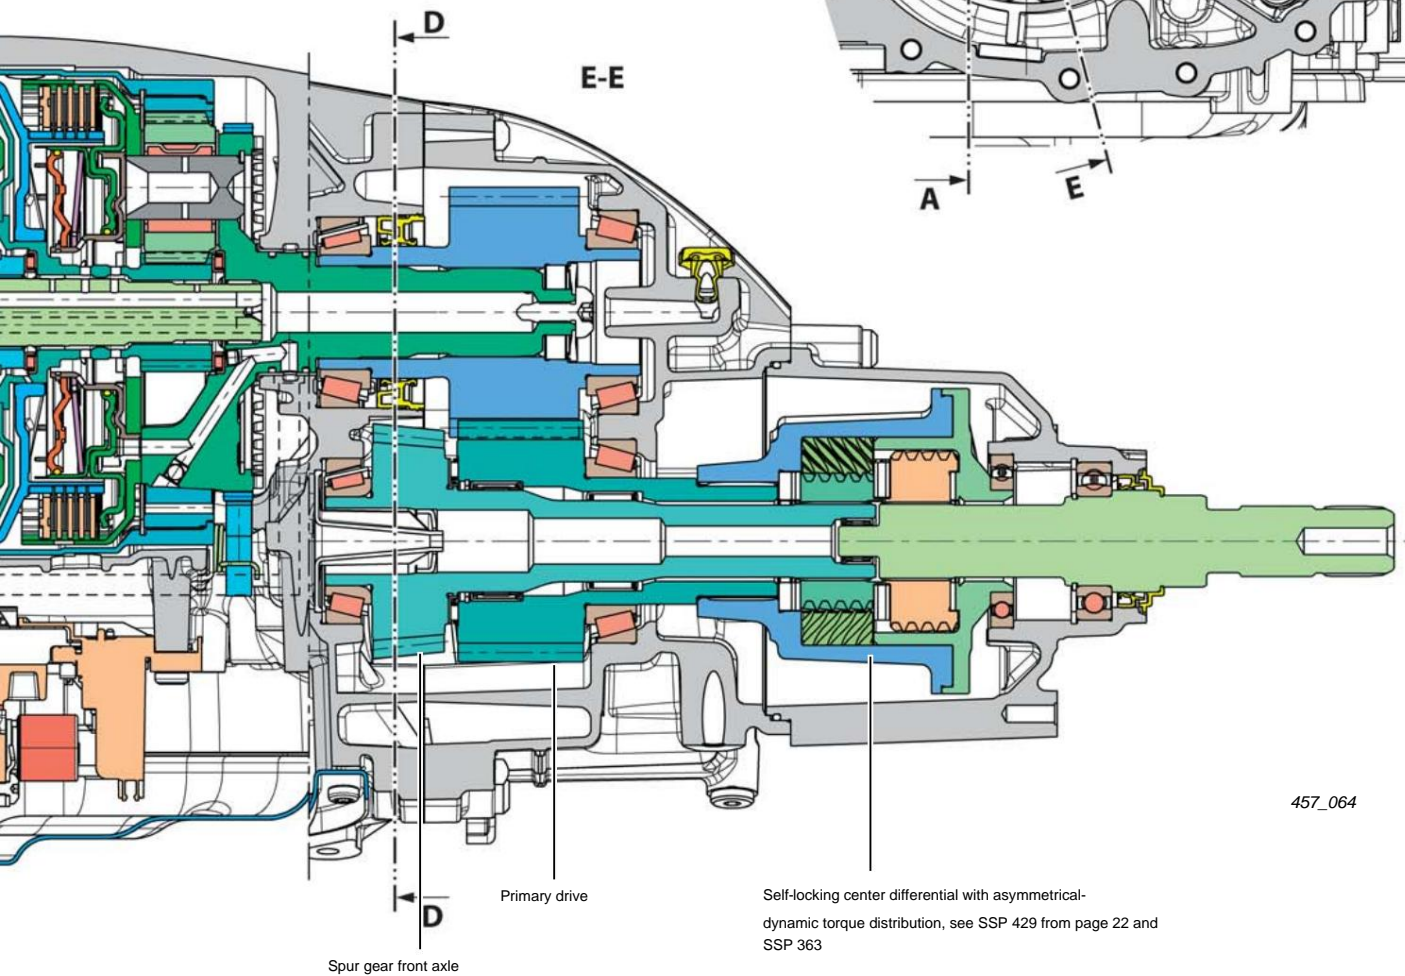 D
E-E
A
E
457_064
D
Primary drive
Self-locking center differential with asymmetrical-
dynamic torque distribution, see SSP 429 from page 22 and
SSP 363
Spur gear front axle